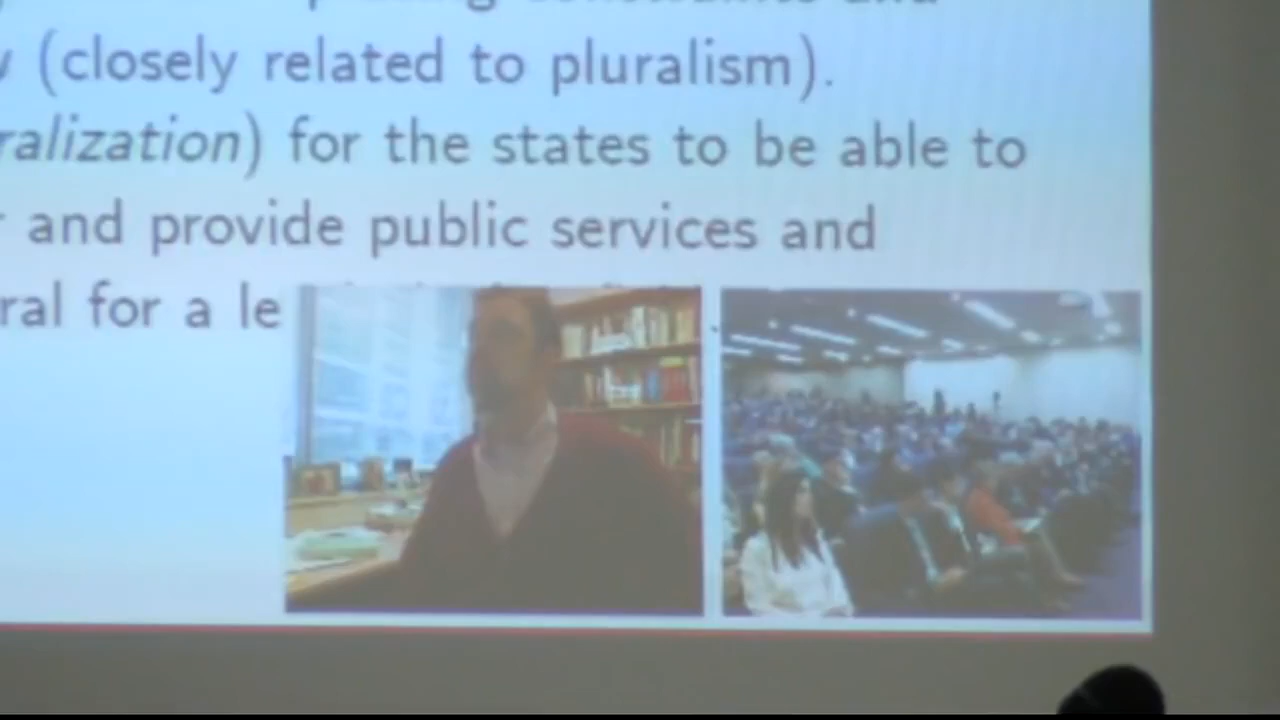 (closely related to pluralism).
ralization) for the states to be able to
and provide public services and
ral for a le